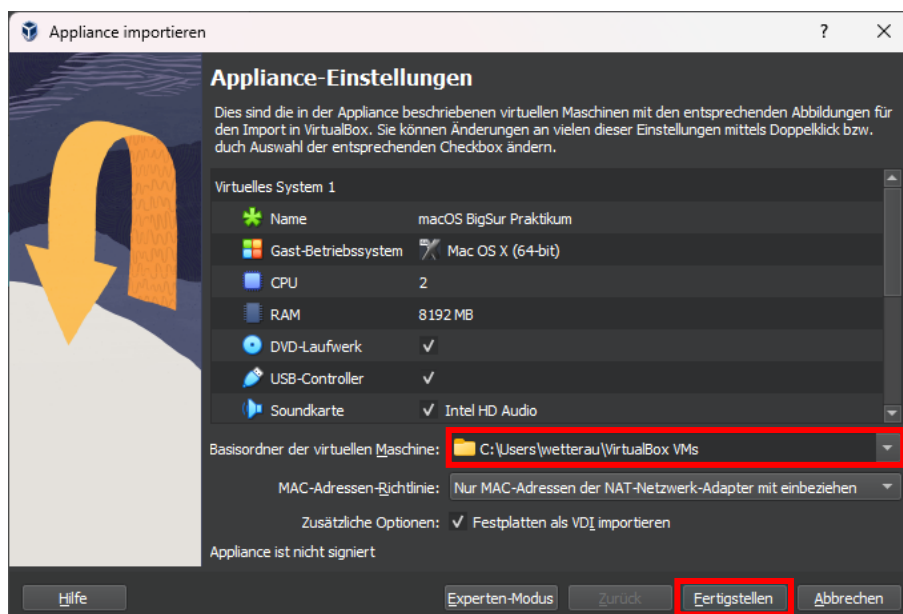 Appliance importieren
Appliance-Einstellungen
Dies sind die in der Appliance beschriebenen virtuellen Maschinen mit den entsprechenden Abbildungen für
den Import in VirtualBox. Sie können Änderungen an vielen dieser Einstellungen mittels Doppelklick bzw.
duch Auswahl der entsprechenden Checkbox ändern.
Virtuelles System 1
Name macOS BigSur Praktikum
Gast-Betriebssystem Mac OS X (64-bit)
CPU 2
RAM 8192 MB
DVD-Laufwerk
USB-Controller
Soundkarte Intel HD Audio
Basisordner der virtuellen Maschine: C:\Users\wetterau\VirtualBox VMs
MAC-Adressen-Richtlinie: Nur MAC-Adressen der NAT-Netzwerk-Adapter mit einbeziehen
Zusätzliche Optionen: Festplatten als VDI importieren
Appliance ist nicht signiert
Hilfe Experten-Modus Zurück Fertigstellen Abbrechen